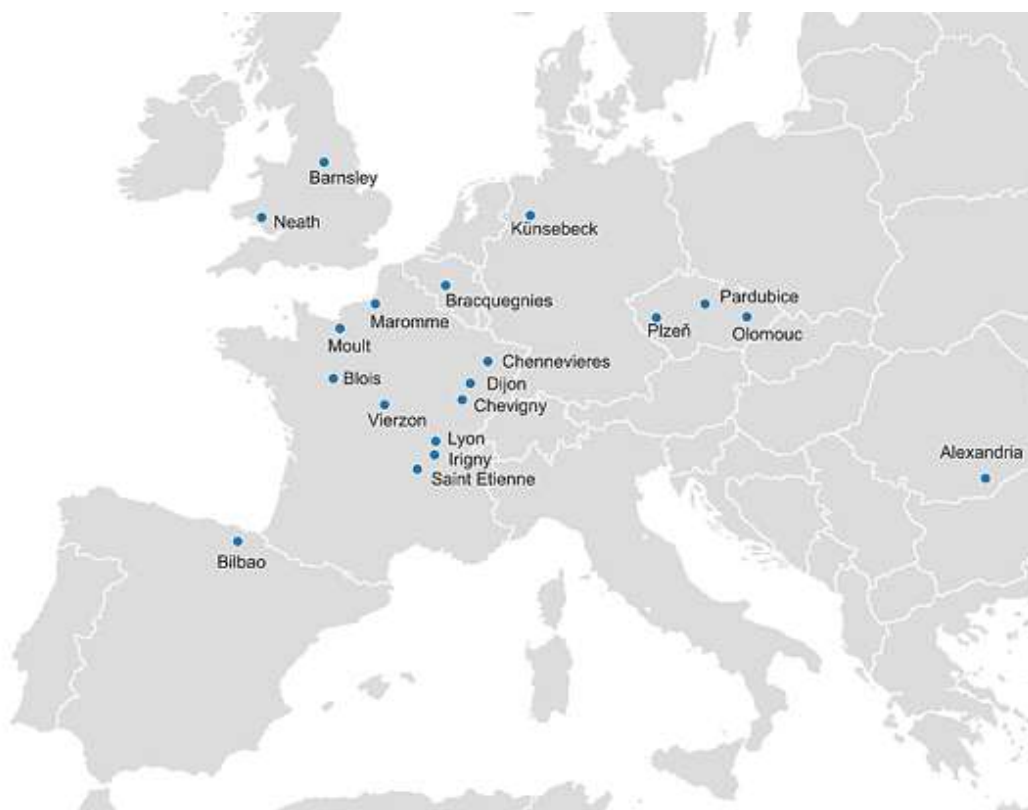 Barnsley
Neath
Künsebeck
Bracquegnies
Pardubice
Maromme
Plzeň
Olomouc
Moult
Chennevieres
Blois
Dijon
Chevigny
Vierzon
Lyon
Irigny
Alexandria
Saint Etienne
Bilbao